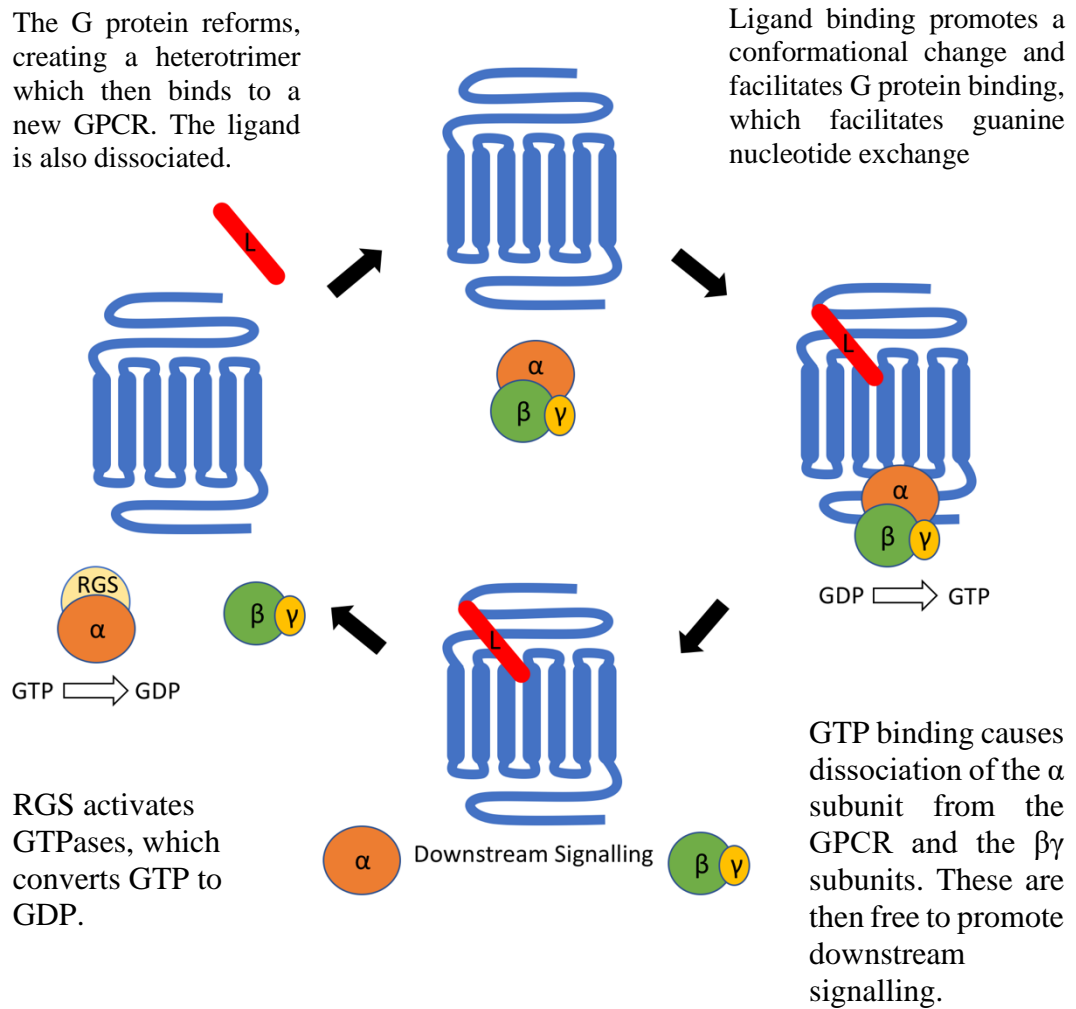 The G protein reforms,
creating a heterotrimer
which then binds to a
new GPCR. The ligand
is also dissociated.
Ligand binding promotes a
conformational change and
facilitates G protein binding,
which facilitates guanine
nucleotide exchange
L
α
β
γ
L
α
β
γ
GDP
GTP
RGS
α
β
γ
GTP
GDP
L
α
Downstream Signalling
β
γ
RGS activates
GTPases, which
converts GTP to
GDP.
GTP binding causes
dissociation of the α
subunit from the
GPCR and the βγ
subunits. These are
then free to promote
downstream
signalling.